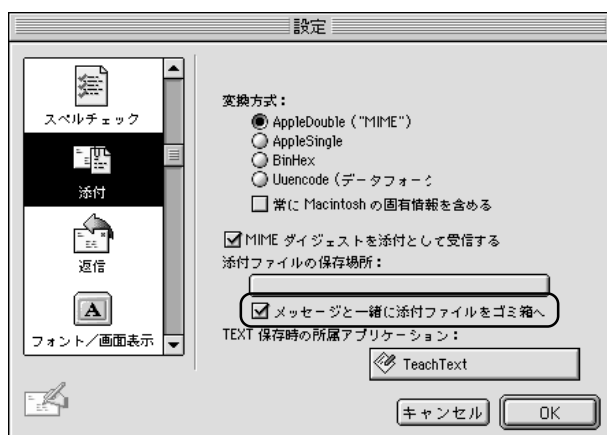 設定
スペルチェック
添付
返信
フォント／画面表示
変換方式：
AppleDouble ("MIME")
AppleSingle
BinHex
Uuencode (データフォーク
常に Macintosh の固有情報を含める
MIME ダイジェストを添付として受信する
添付ファイルの保存場所：
メッセージと一緒に添付ファイルをゴミ箱へ
TEXT 保存時の所属アプリケーション：
TeachText
キャンセル
OK